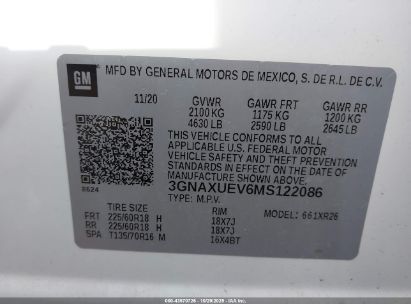 GM MFD BY GENERAL MOTORS DE MEXICO, S. DE R.L. DE C.V.
11/20 GVWR GAWR FRT GAWR RR
2100 KG 1175 KG 1200 KG
4630 LB 2590 LB 2645 LB
THIS VEHICLE CONFORMS TO ALL
APPLICABLE U.S. FEDERAL MOTOR
VEHICLE SAFETY, BUMPER, AND THEFT
PREVENTION STANDARDS IN EFFECT ON THE
DATE OF MANUFACTURE SHOWN ABOVE.
8624 3GNAXUEV6MS122086
TYPE: M.P.V. MODEL: 661XR26
TIRE SIZE RIM
FRT 225/60R18 H 18X7J
RR 225/60R18 H 18X7J
SPA T135/70R16 M 16X4BT